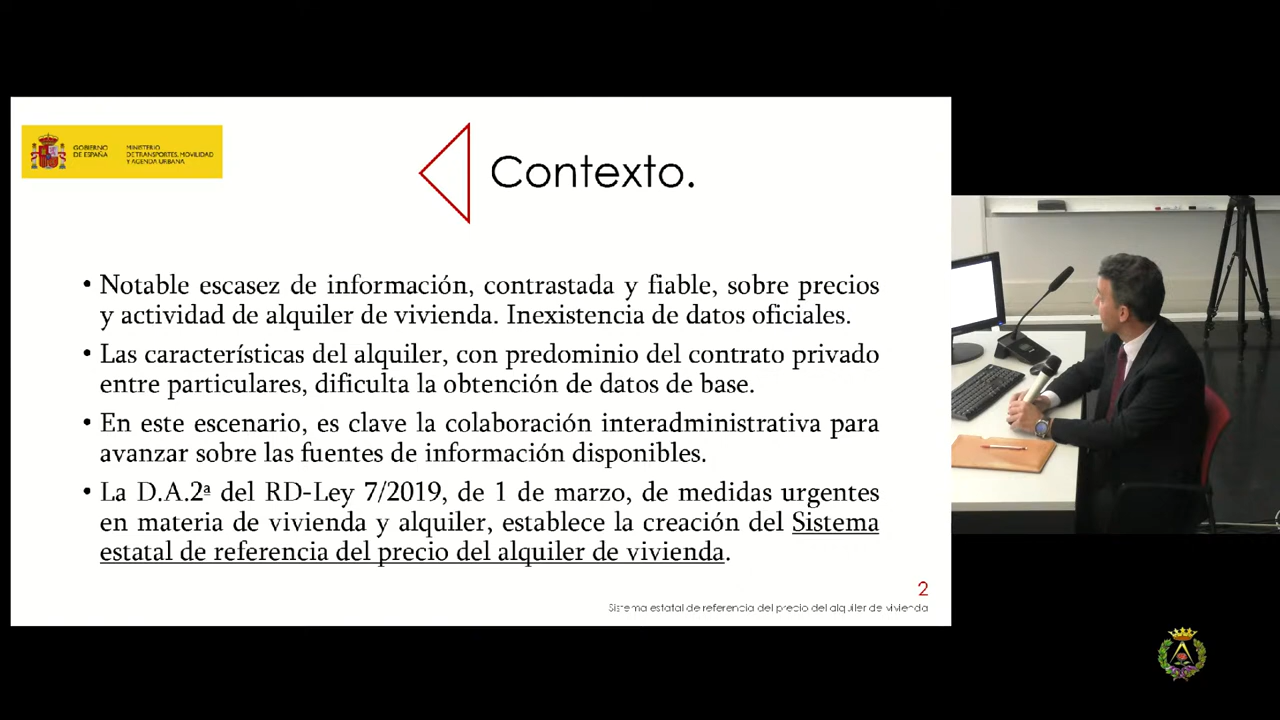 GOBIERNO
DE ESPAÑA
MINISTERIO
DE TRANSPORTES, MOVILIDAD
Y AGENDA URBANA
Contexto.
• Notable escasez de información, contrastada y fiable, sobre precios
y actividad de alquiler de vivienda. Inexistencia de datos oficiales.
• Las características del alquiler, con predominio del contrato privado
entre particulares, dificulta la obtención de datos de base.
• En este escenario, es clave la colaboración interadministrativa para
avanzar sobre las fuentes de información disponibles.
• La D.A.2ª del RD-Ley 7/2019, de 1 de marzo, de medidas urgentes
en materia de vivienda y alquiler, establece la creación del Sistema
estatal de referencia del precio del alquiler de vivienda.
2
Sistema estatal de referencia del precio del alquiler de vivienda